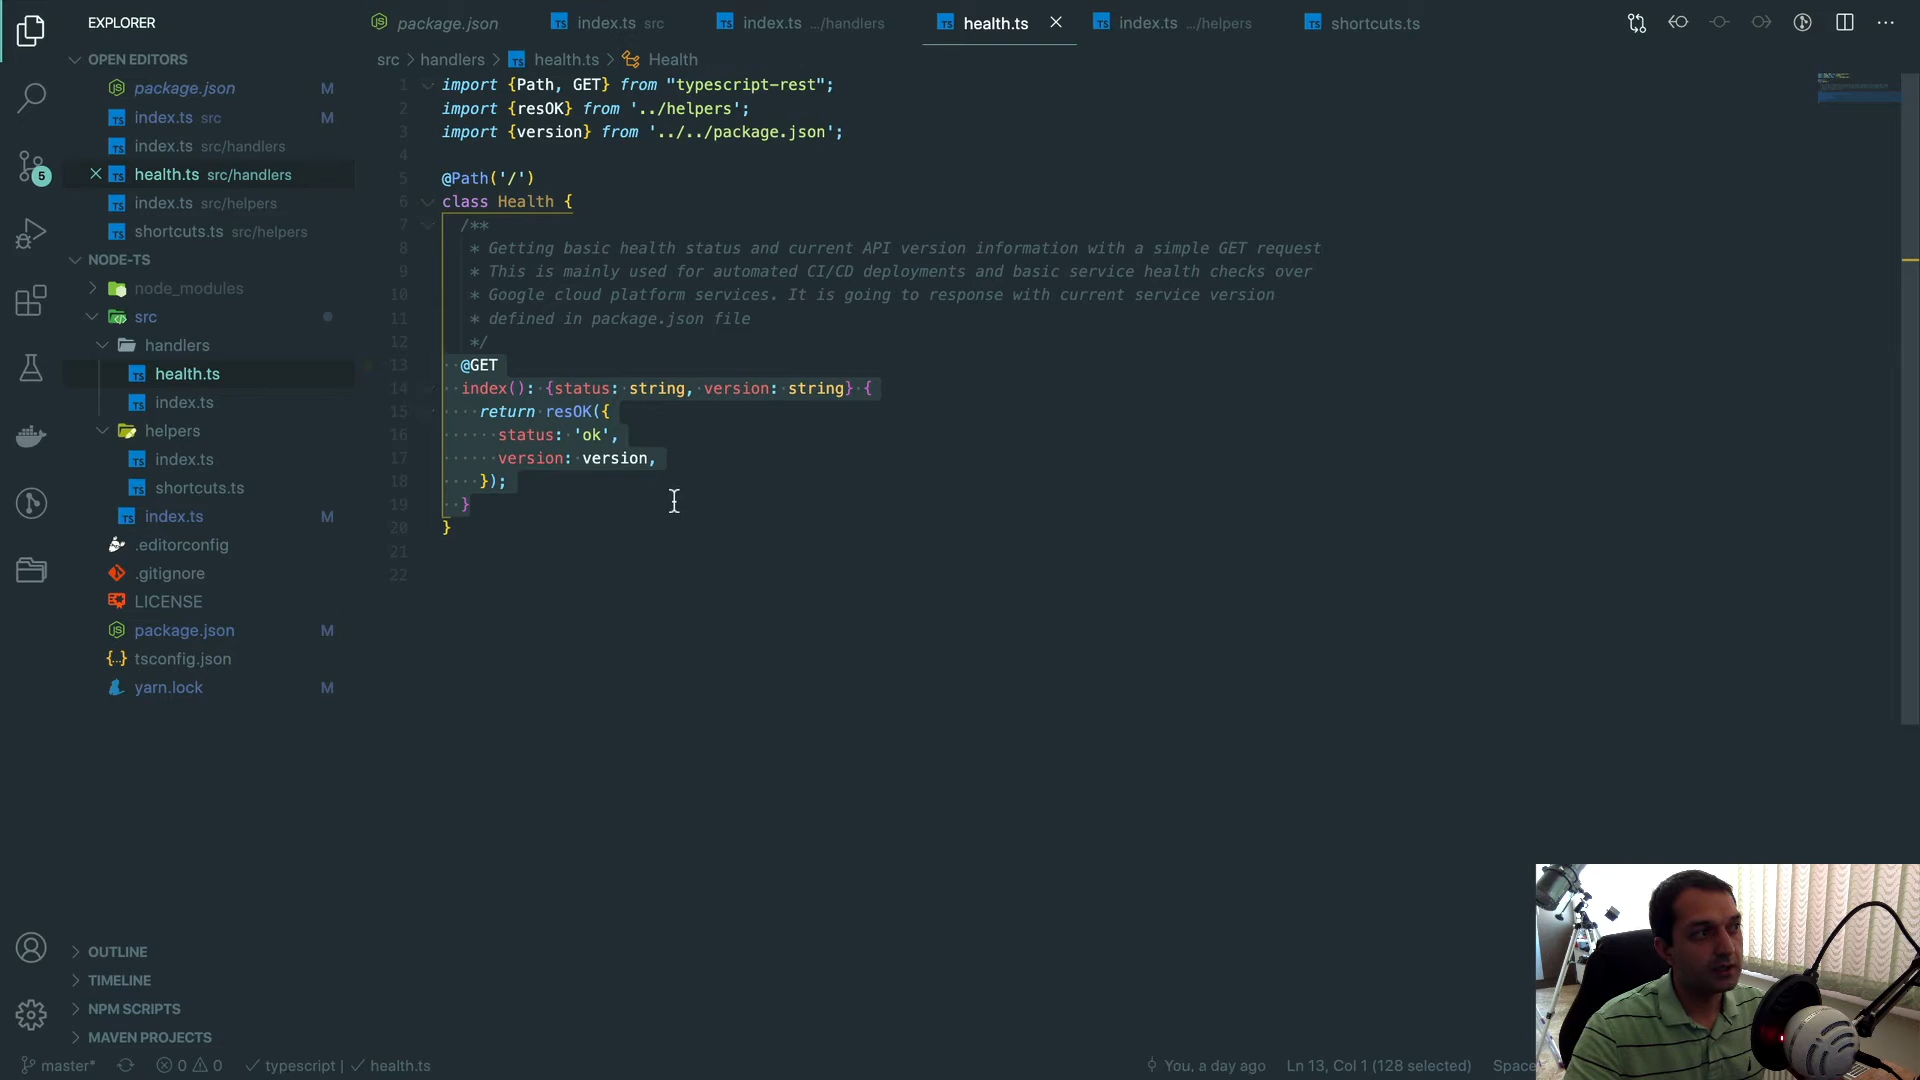 EXPLORER
package.json
index.ts src
index.ts .../handlers
health.ts
index.ts .../helpers
shortcuts.ts
OPEN EDITORS
package.json M
index.ts src M
index.ts src/handlers
health.ts src/handlers
index.ts src/helpers
shortcuts.ts src/helpers
NODE-TS
node_modules
src
handlers
health.ts
index.ts
helpers
index.ts
shortcuts.ts
index.ts M
.editorconfig
.gitignore
LICENSE
package.json M
tsconfig.json
yarn.lock M
OUTLINE
TIMELINE
NPM SCRIPTS
MAVEN PROJECTS
5
src > handlers > TS health.ts > Health
1 import {Path, GET} from "typescript-rest";
2 import {resOK} from '../helpers';
3 import {version} from '../../package.json';
4
5 @Path('/')
6 class Health {
7 /**
8 * Getting basic health status and current API version information with a simple GET request
9 * This is mainly used for automated CI/CD deployments and basic service health checks over
10 * Google cloud platform services. It is going to response with current service version
11 * defined in package.json file
12 */
13 @GET
14 index(): {status: string, version: string} {
15 return resOK({
16 status: 'ok',
17 version: version,
18 });
19 }
20 }
21
22
master* 0 0 typescript | health.ts
You, a day ago Ln 13, Col 1 (128 selected) Space